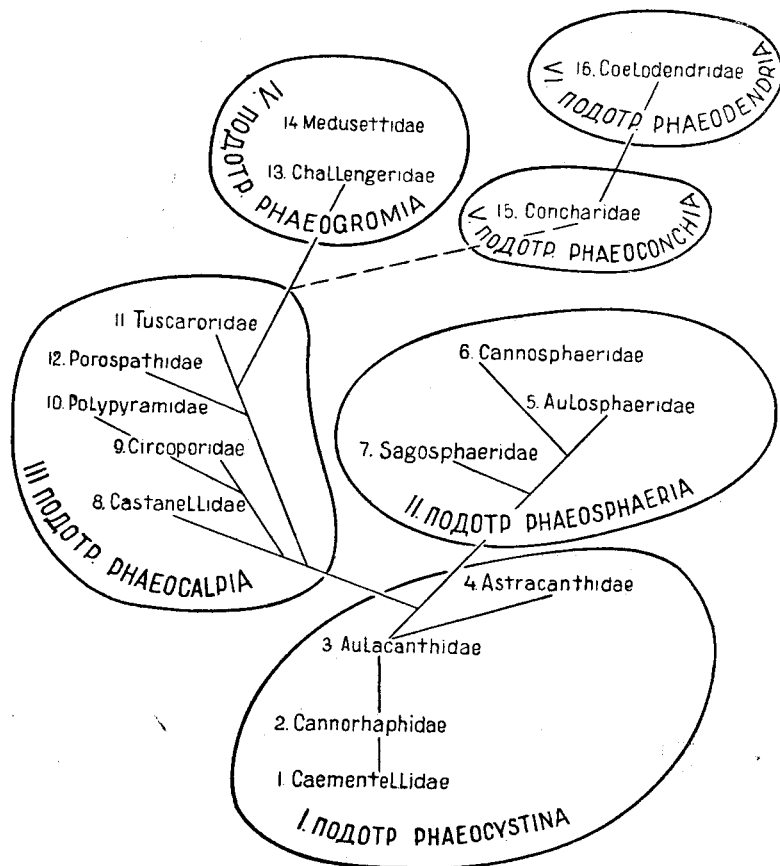 16. Coelodendridae
VI. ПОДОТР. PHAEODENDRIA
14 Medusettidae
13. Challengeridae
IV. ПОДОТР. PHAEOGROMIA
15. Concharidae
V. ПОДОТР. PHAEOCONCHIA
11 Tuscaroridae
12. Porospathidae
10. Polypyramidae
9. Circoporidae
8. Castanellidae
III ПОДОТР. PHAEOCALPIA
6. Cannosphaeridae
5. Aulosphaeridae
7. Sagosphaeridae
II. ПОДОТР PHAEOSPHAERIA
4. Astracanthidae
3 Aulacanthidae
2. Cannorhaphidae
1. Caementellidae
I. ПОДОТР PHAEOCYSTINA